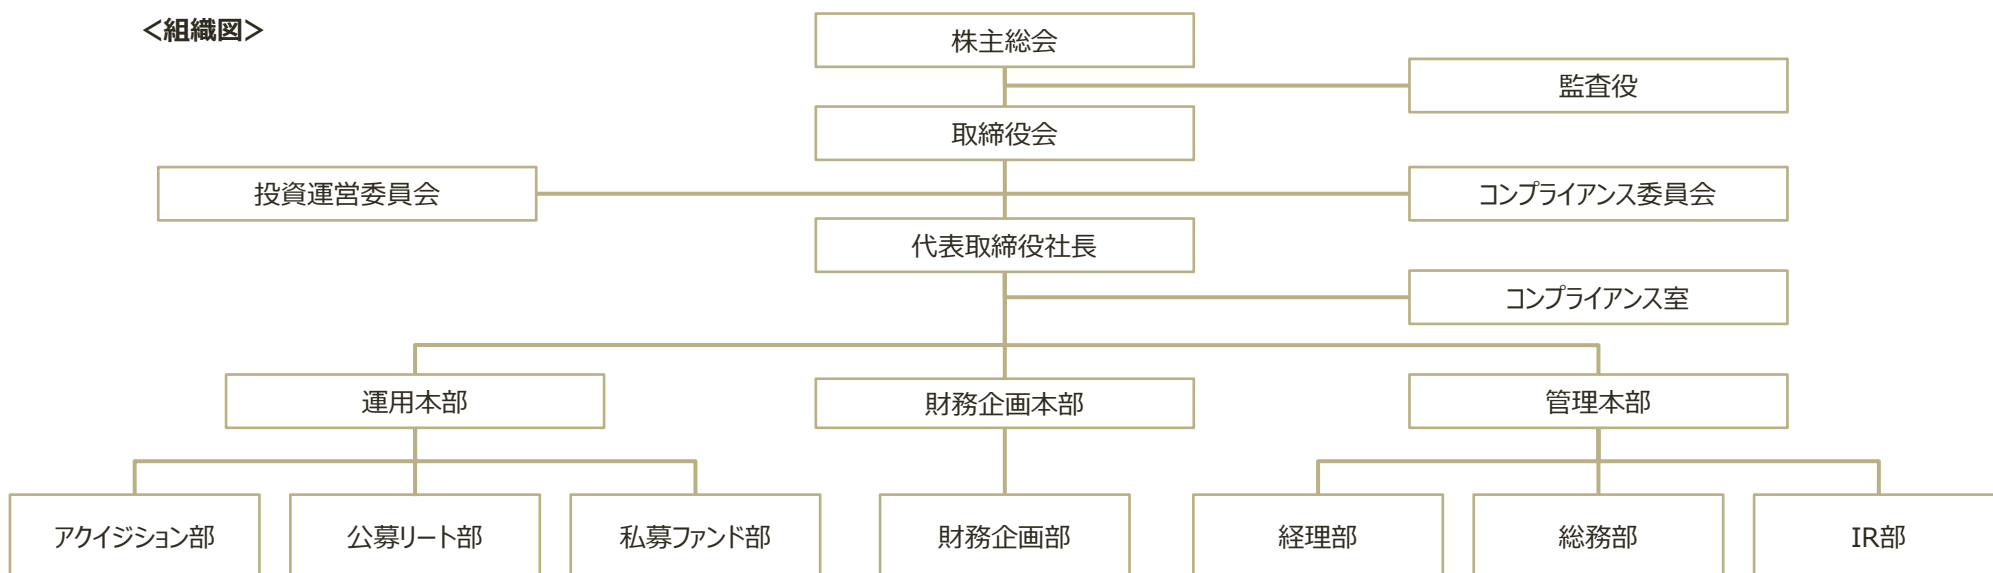 ＜組織図＞
株主総会
監査役
取締役会
投資運営委員会
コンプライアンス委員会
代表取締役社長
コンプライアンス室
運用本部
財務企画本部
管理本部
アクイジション部
公募リート部
私募ファンド部
財務企画部
経理部
総務部
IR部